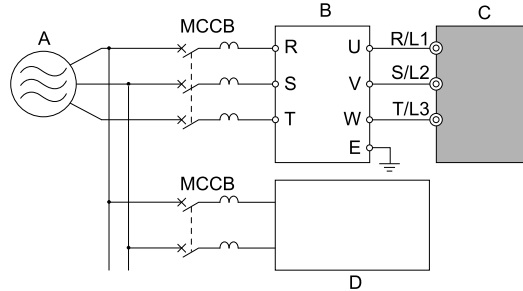 A
MCCB
B
C
R U R/L1
S V S/L2
T W T/L3
E
MCCB
D